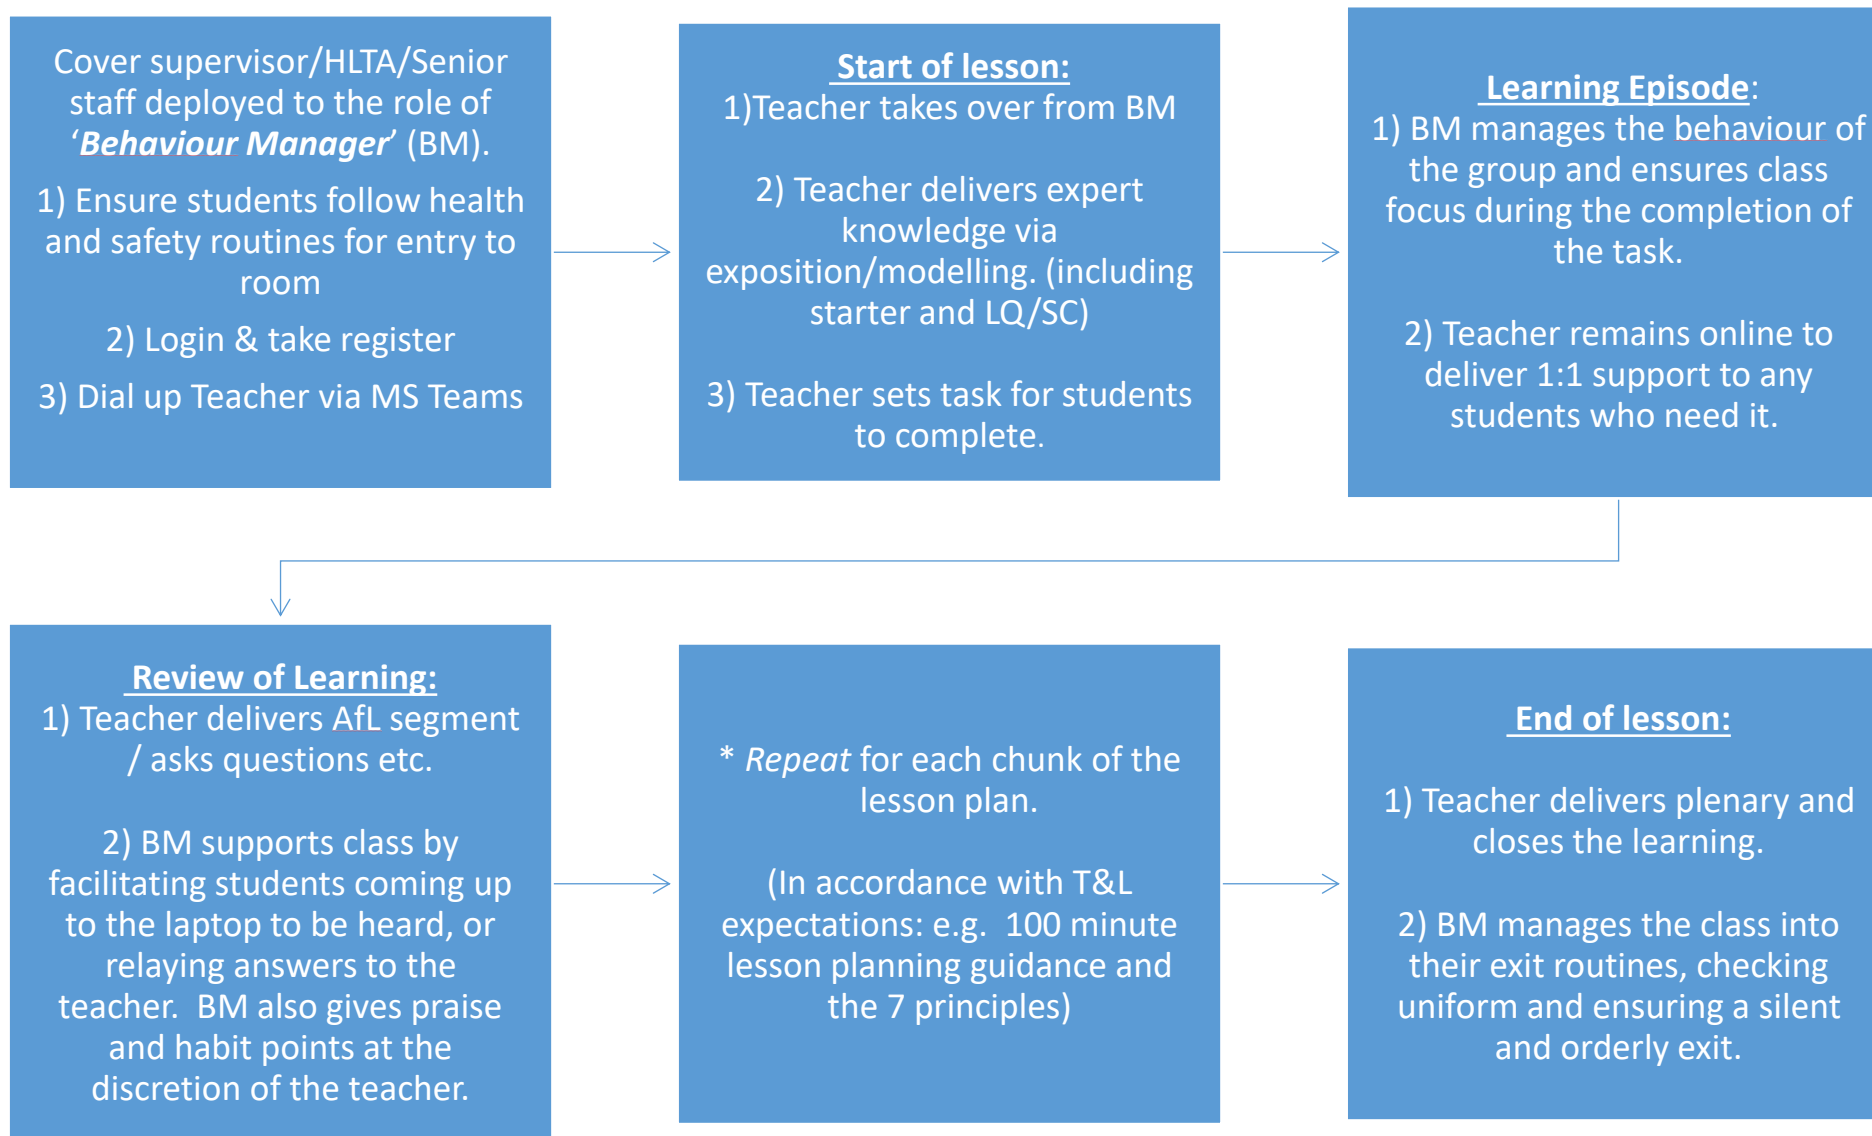 Cover supervisor/HLTA/Senior
staff deployed to the role of
‘Behaviour Manager’ (BM).
1) Ensure students follow health
and safety routines for entry to
room
2) Login & take register
3) Dial up Teacher via MS Teams
Start of lesson:
1)Teacher takes over from BM
2) Teacher delivers expert
knowledge via
exposition/modelling. (including
starter and LQ/SC)
3) Teacher sets task for students
to complete.
Learning Episode:
1) BM manages the behaviour of
the group and ensures class
focus during the completion of
the task.
2) Teacher remains online to
deliver 1:1 support to any
students who need it.
Review of Learning:
1) Teacher delivers AfL segment
/ asks questions etc.
2) BM supports class by
facilitating students coming up
to the laptop to be heard, or
relaying answers to the
teacher.  BM also gives praise
and habit points at the
discretion of the teacher.
* Repeat for each chunk of the
lesson plan.
(In accordance with T&L
expectations: e.g.  100 minute
lesson planning guidance and
the 7 principles)
End of lesson:
1) Teacher delivers plenary and
closes the learning.
2) BM manages the class into
their exit routines, checking
uniform and ensuring a silent
and orderly exit.